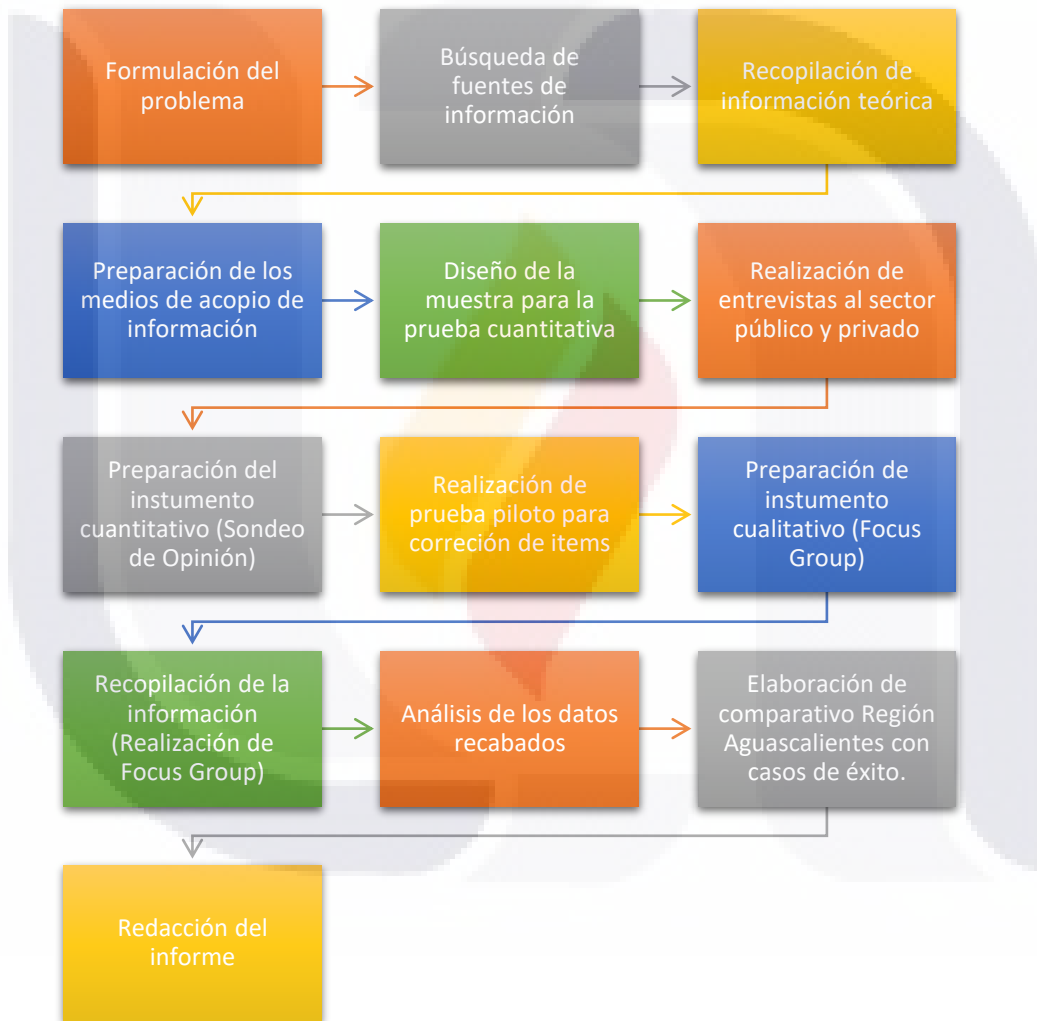 Formulación del
problema
Búsqueda de
fuentes de
información
Recopilación de
información teórica
Preparación de los
medios de acopio de
información
Diseño de la
muestra para la
prueba cuantitativa
Realización de
entrevistas al sector
público y privado
Preparación del
instumento
cuantitativo (Sondeo
de Opinión)
Realización de
prueba piloto para
correción de items
Preparación de
instumento
cualitativo (Focus
Group)
Recopilación de la
información
(Realización de
Focus Group)
Análisis de los datos
recabados
Elaboración de
comparativo Región
Aguascalientes con
casos de éxito.
Redacción del
informe